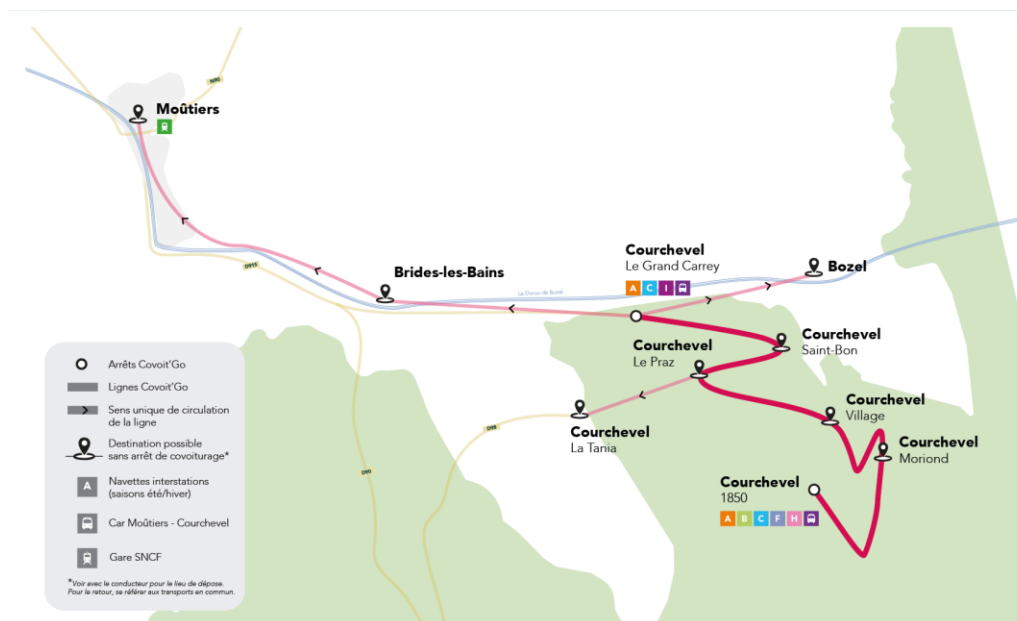 N90
Moûtiers
D915
Brides-les-Bains
Courchevel
Le Grand Carrey
A C I
Bozel
Le Doron de Bozel
Courchevel
Saint-Bon
Courchevel
Le Praz
Courchevel
Village
Courchevel
La Tania
D98
D90
Courchevel
Moriond
Courchevel
1850
A B C F H
Arrêts Covoit'Go
Lignes Covoit'Go
Sens unique de circulation
de la ligne
Destination possible
sans arrêt de covoiturage*
A
Navettes interstations
(saisons été/hiver)
Car Moûtiers - Courchevel
Gare SNCF
*Voir avec le conducteur pour le lieu de dépose.
Pour le retour, se référer aux transports en commun.